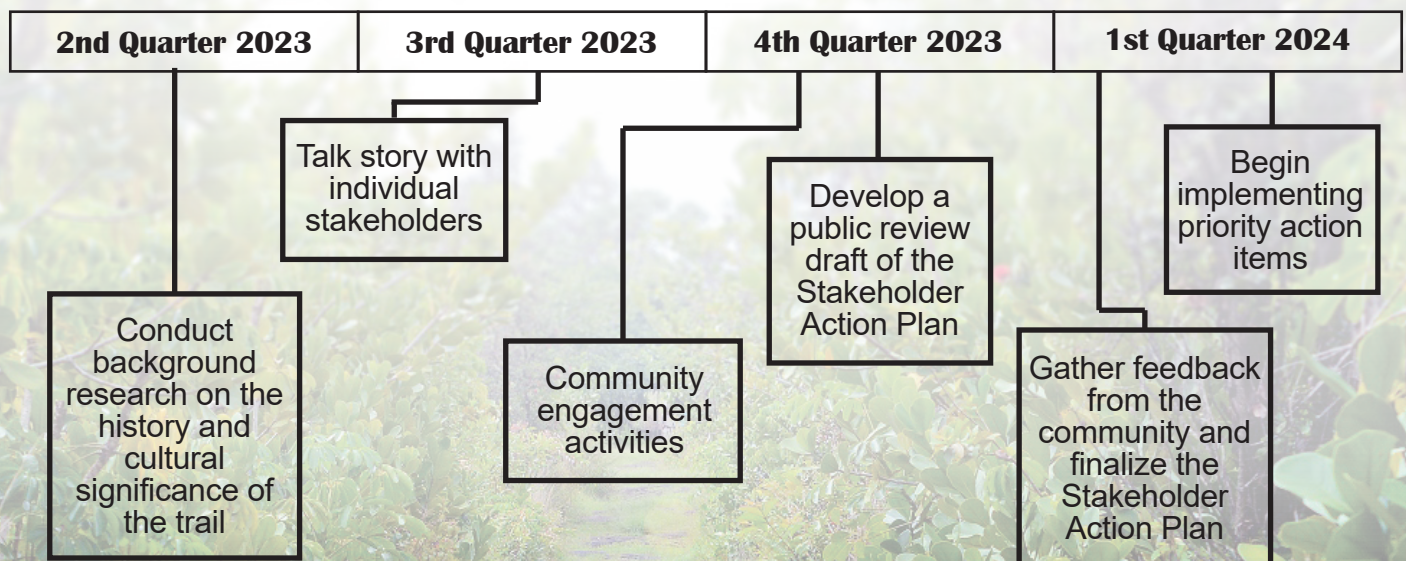 2nd Quarter 2023
3rd Quarter 2023
4th Quarter 2023
1st Quarter 2024
Conduct
background
research on the
history and
cultural
significance of
the trail
Talk story with
individual
stakeholders
Community
engagement
activities
Develop a
public review
draft of the
Stakeholder
Action Plan
Gather feedback
from the
community and
finalize the
Stakeholder
Action Plan
Begin
implementing
priority action
items